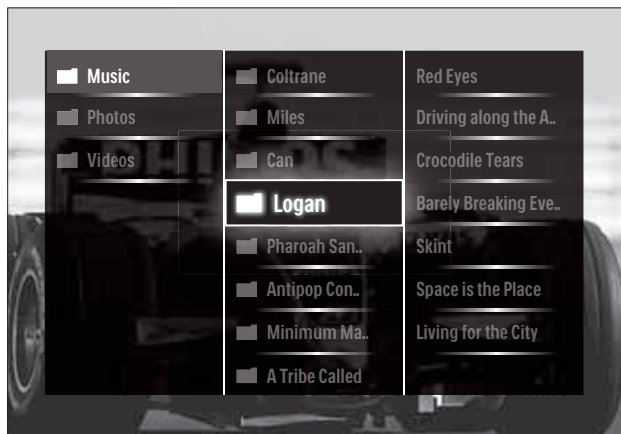 Music
Photos
Videos
Coltrane
Miles
Can
Logan
Pharoah San..
Antipop Con..
Minimum Ma..
A Tribe Called
Red Eyes
Driving along the A..
Crocodile Tears
Barely Breaking Eve..
Skint
Space is the Place
Living for the City
PHILIPS